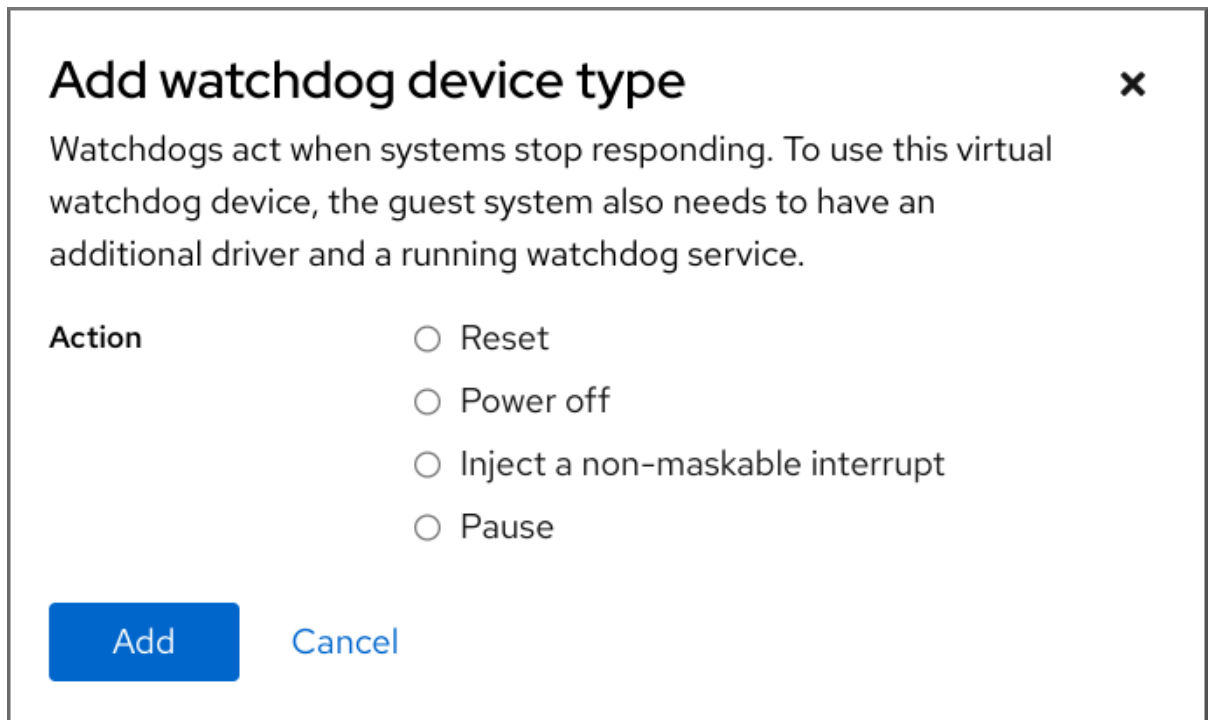 Add watchdog device type
Watchdogs act when systems stop responding. To use this virtual
watchdog device, the guest system also needs to have an
additional driver and a running watchdog service.
Action
Reset
Power off
Inject a non-maskable interrupt
Pause
Add
Cancel